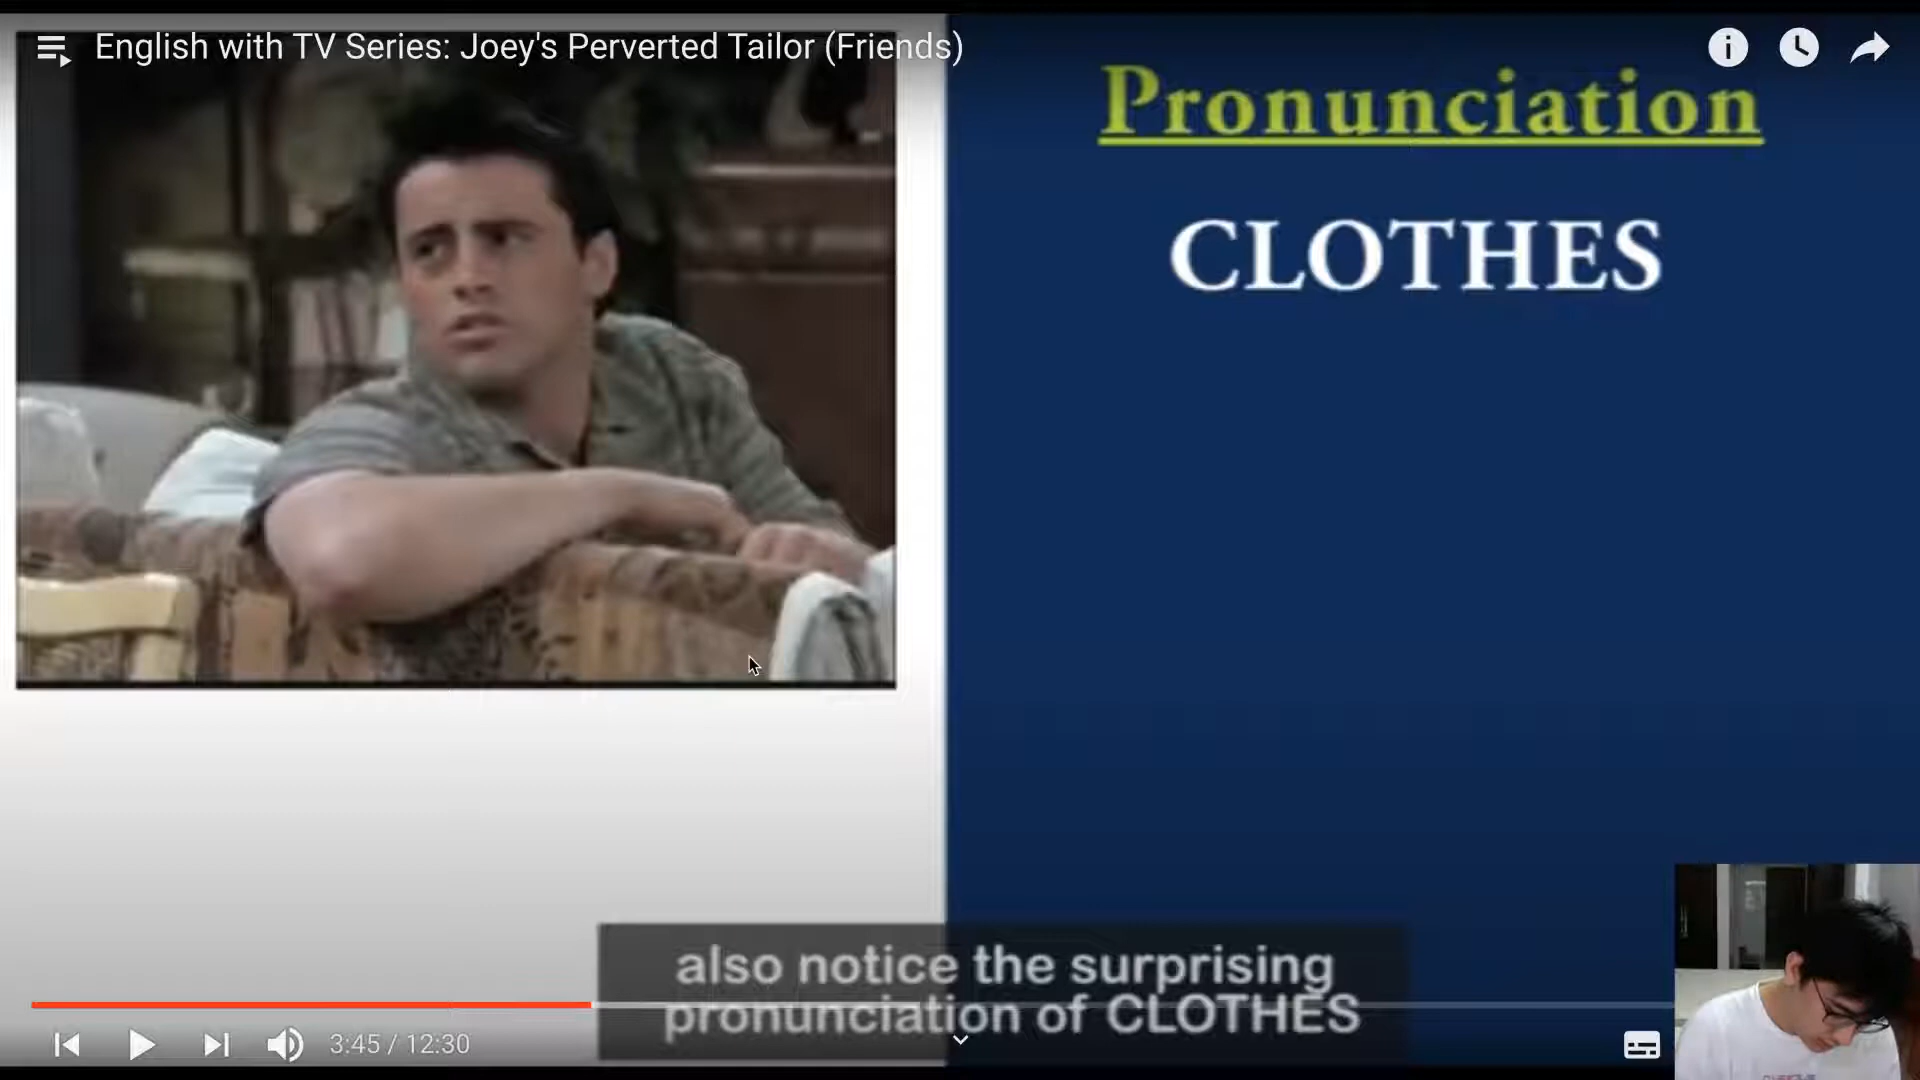 English with TV Series: Joey's Perverted Tailor (Friends)
Pronunciation
CLOTHES
also notice the surprising
pronunciation of CLOTHES
3:45 / 12:30